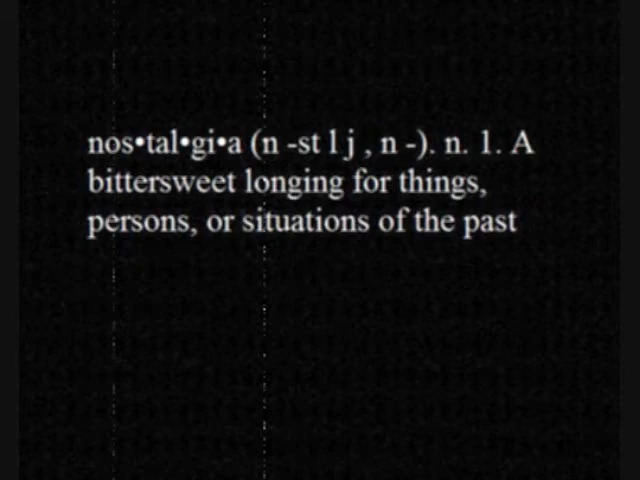 nos•tal•gi•a (n -st l j , n -). n. 1. A
bittersweet longing for things,
persons, or situations of the past